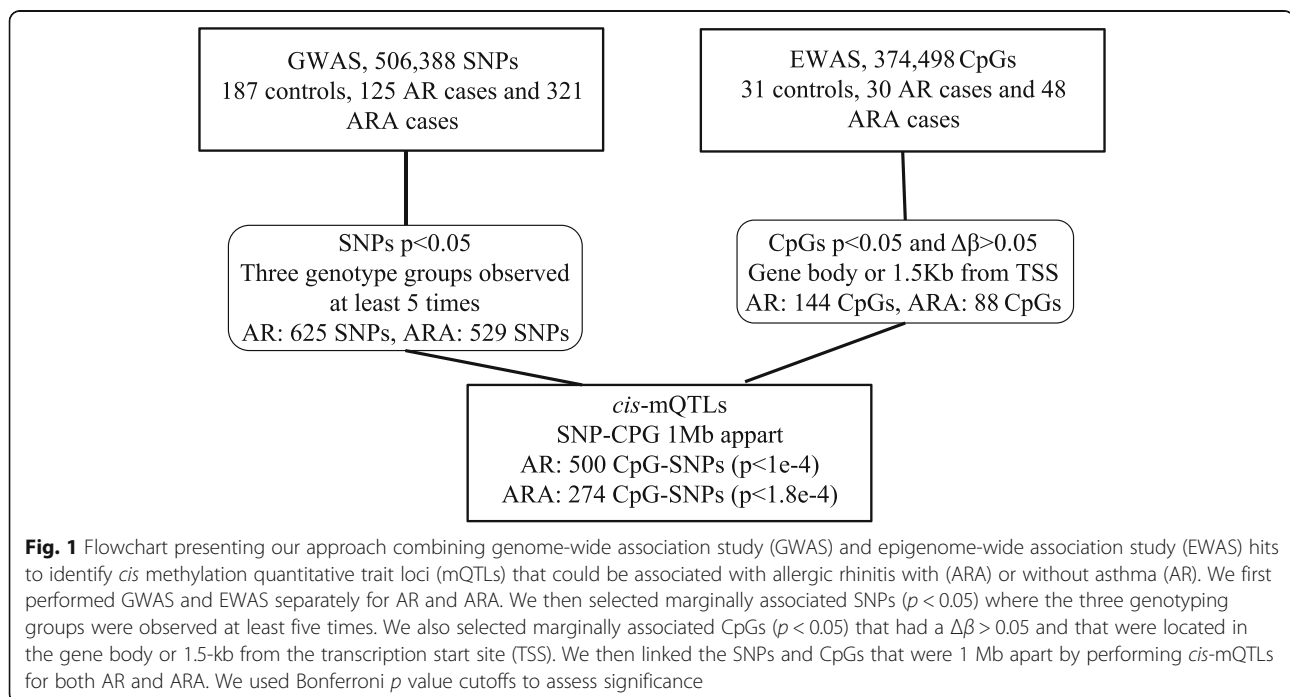 GWAS, 506,388 SNPs
187 controls, 125 AR cases and 321
ARA cases
EWAS, 374,498 CpGs
31 controls, 30 AR cases and 48
ARA cases
SNPs p<0.05
Three genotype groups observed
at least 5 times
AR: 625 SNPs, ARA: 529 SNPs
CpGs p<0.05 and Δβ>0.05
Gene body or 1.5Kb from TSS
AR: 144 CpGs, ARA: 88 CpGs
cis-mQTLs
SNP-CPG 1Mb appart
AR: 500 CpG-SNPs (p<1e-4)
ARA: 274 CpG-SNPs (p<1.8e-4)
Fig. 1 Flowchart presenting our approach combining genome-wide association study (GWAS) and epigenome-wide association study (EWAS) hits
to identify cis methylation quantitative trait loci (mQTLs) that could be associated with allergic rhinitis with (ARA) or without asthma (AR). We first
performed GWAS and EWAS separately for AR and ARA. We then selected marginally associated SNPs (p < 0.05) where the three genotyping
groups were observed at least five times. We also selected marginally associated CpGs (p < 0.05) that had a Δβ > 0.05 and that were located in
the gene body or 1.5-kb from the transcription start site (TSS). We then linked the SNPs and CpGs that were 1 Mb apart by performing cis-mQTLs
for both AR and ARA. We used Bonferroni p value cutoffs to assess significance